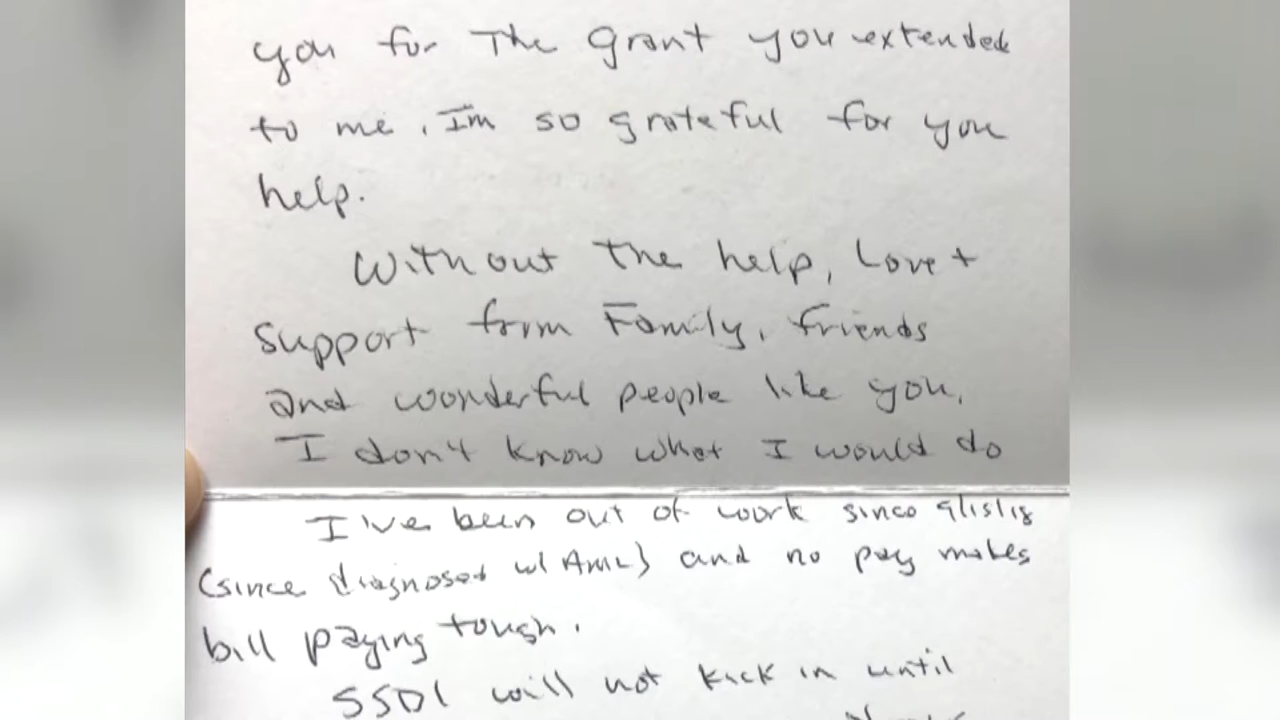 you for The grant you extended
to me. I'm so grateful for you
help.
Without the help, Love +
support from Family, friends
and wonderful people like you,
I don't know what I would do
I've been out of work since 9/15/18
(since diagnosed w/ AML) and no pay makes
bill paying tough.
SSDI will not kick in until